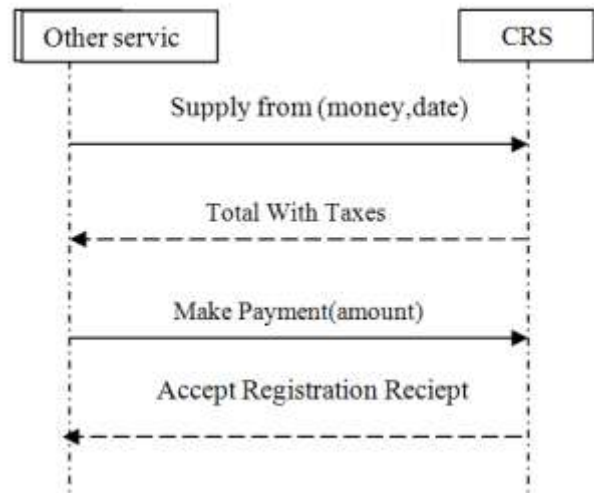 Other servic
CRS
Supply from (money,date)
Total With Taxes
Make Payment(amount)
Accept Registration Reciept